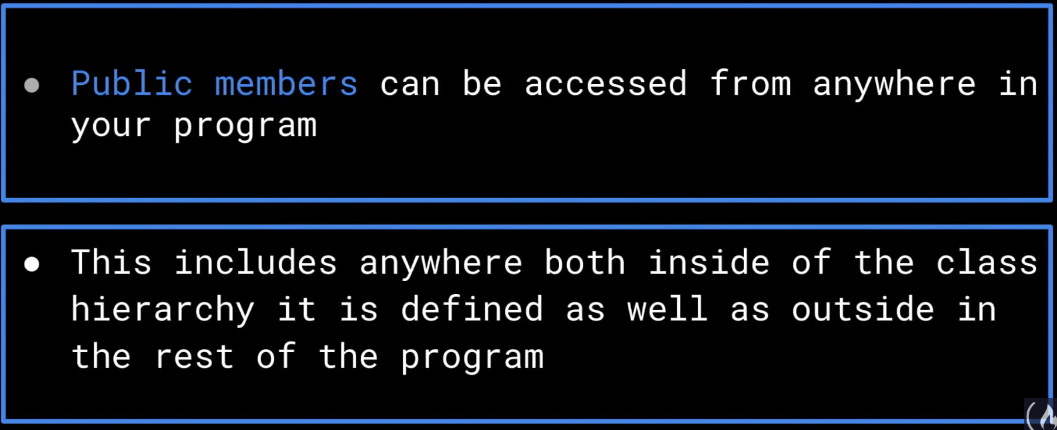 ● Public members can be accessed from anywhere in
your program
● This includes anywhere both inside of the class
hierarchy it is defined as well as outside in
the rest of the program